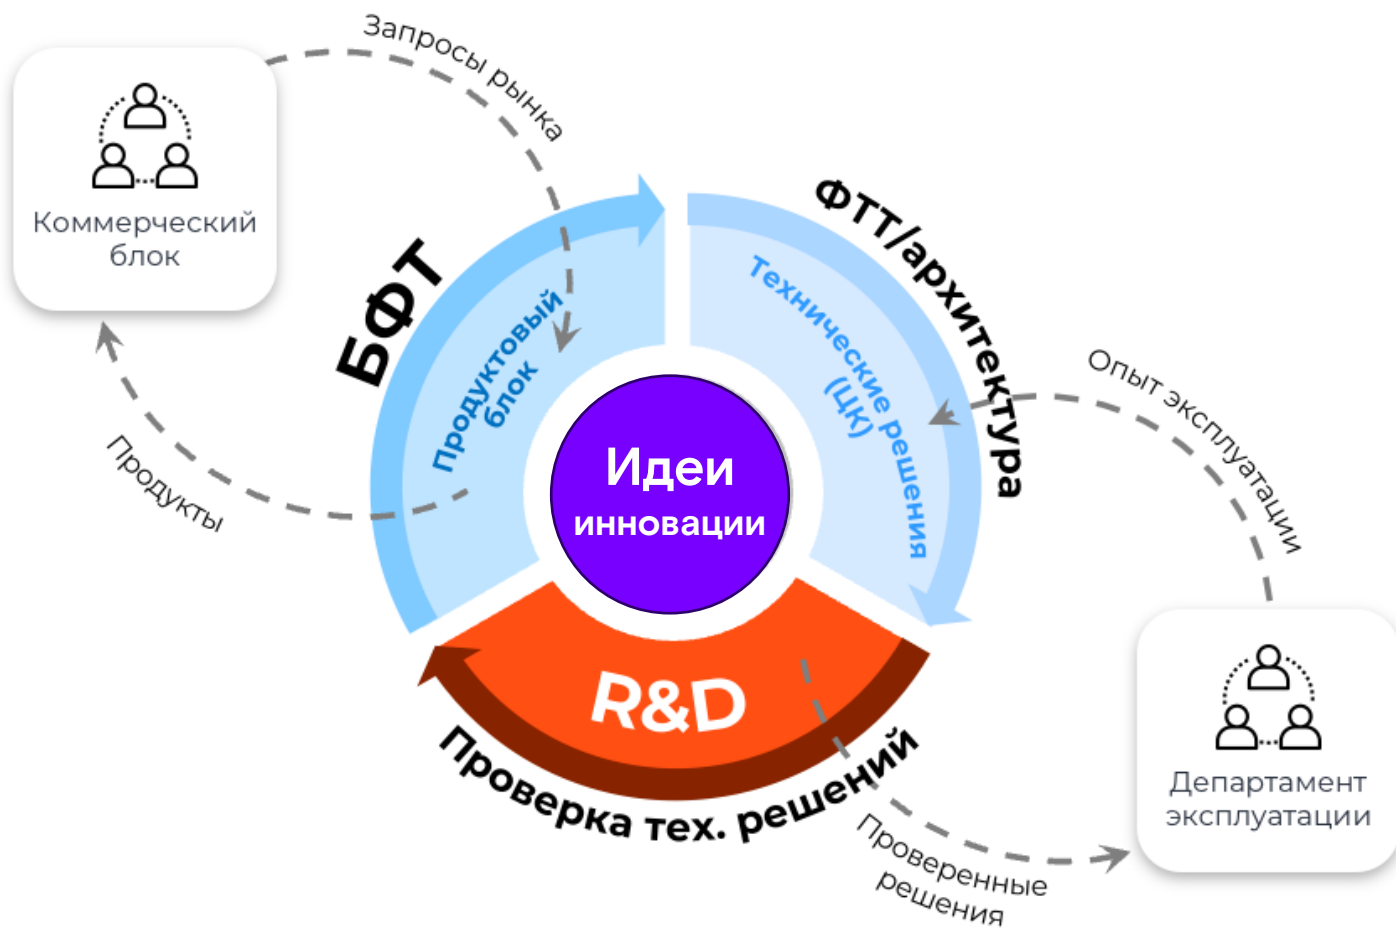 Запросы рынка
Коммерческий
блок
БФТ
Продуктовый
блок
ФТТ/архитектура
Технические решения
(ЦК)
Опыт эксплуатации
Продукты
Идеи
инновации
R&D
Проверка тех. решений
Проверенные
решения
Департамент
эксплуатации